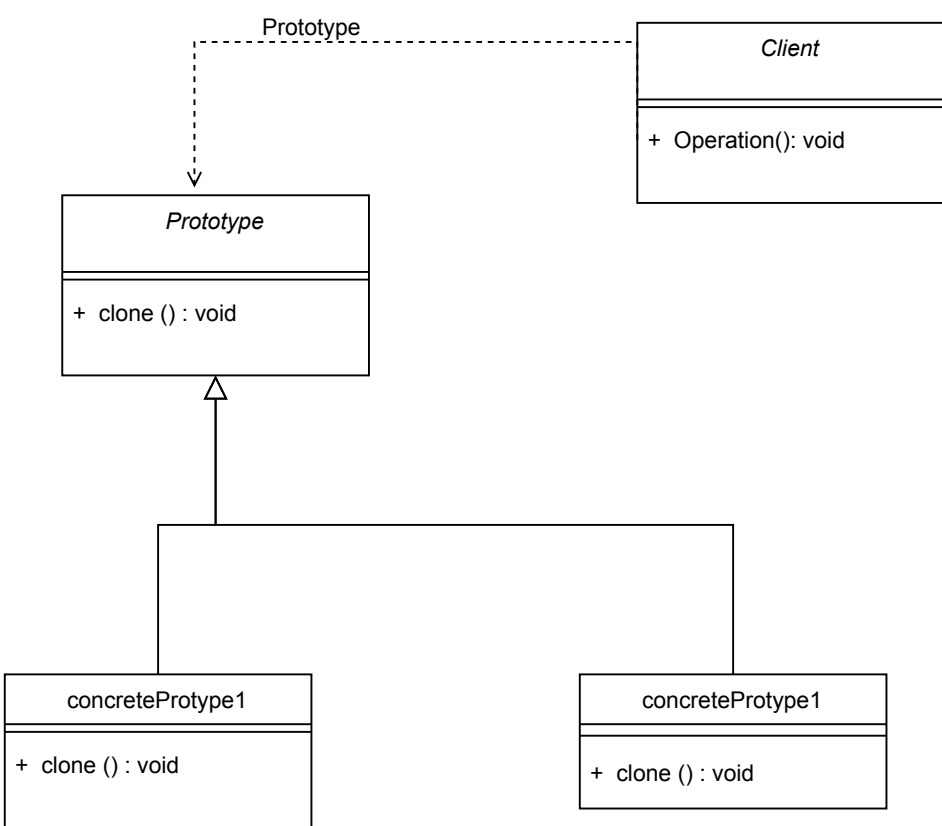 Prototype
Client
+ Operation(): void
Prototype
+ clone () : void
concreteProtype1
+ clone () : void
concreteProtype1
+ clone () : void